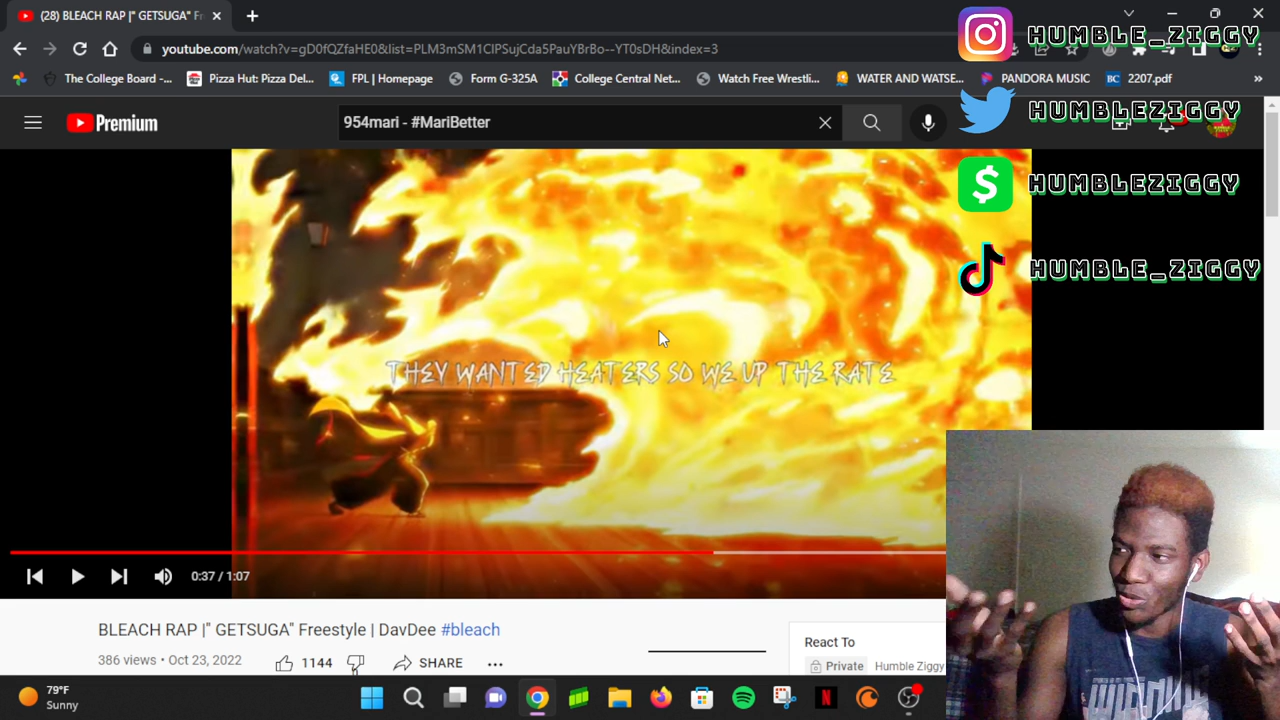 (28) BLEACH RAP |" GETSUGA" Fr
HUMBLE_ZIGGY
youtube.com/watch?v=gD0fQZfaHE0&list=PLM3mSM1ClPSujCda5PauYBrBo--YT0sDH&index=3
The College Board -...
Pizza Hut: Pizza Del...
FPL | Homepage
Form G-325A
College Central Net...
Watch Free Wrestli...
WATER AND WATSE...
PANDORA MUSIC
BC 2207.pdf
»
Premium
954mari - #MariBetter
HUMBLEZIGGY
$ HUMBLEZIGGY
HUMBLE_ZIGGY
THEY WANTED HEATERS SO WE UP THE RATE
0:37 / 1:07
BLEACH RAP |" GETSUGA" Freestyle | DavDee #bleach
386 views • Oct 23, 2022
1144
SHARE
React To
Private
Humble Ziggy
79°F
Sunny